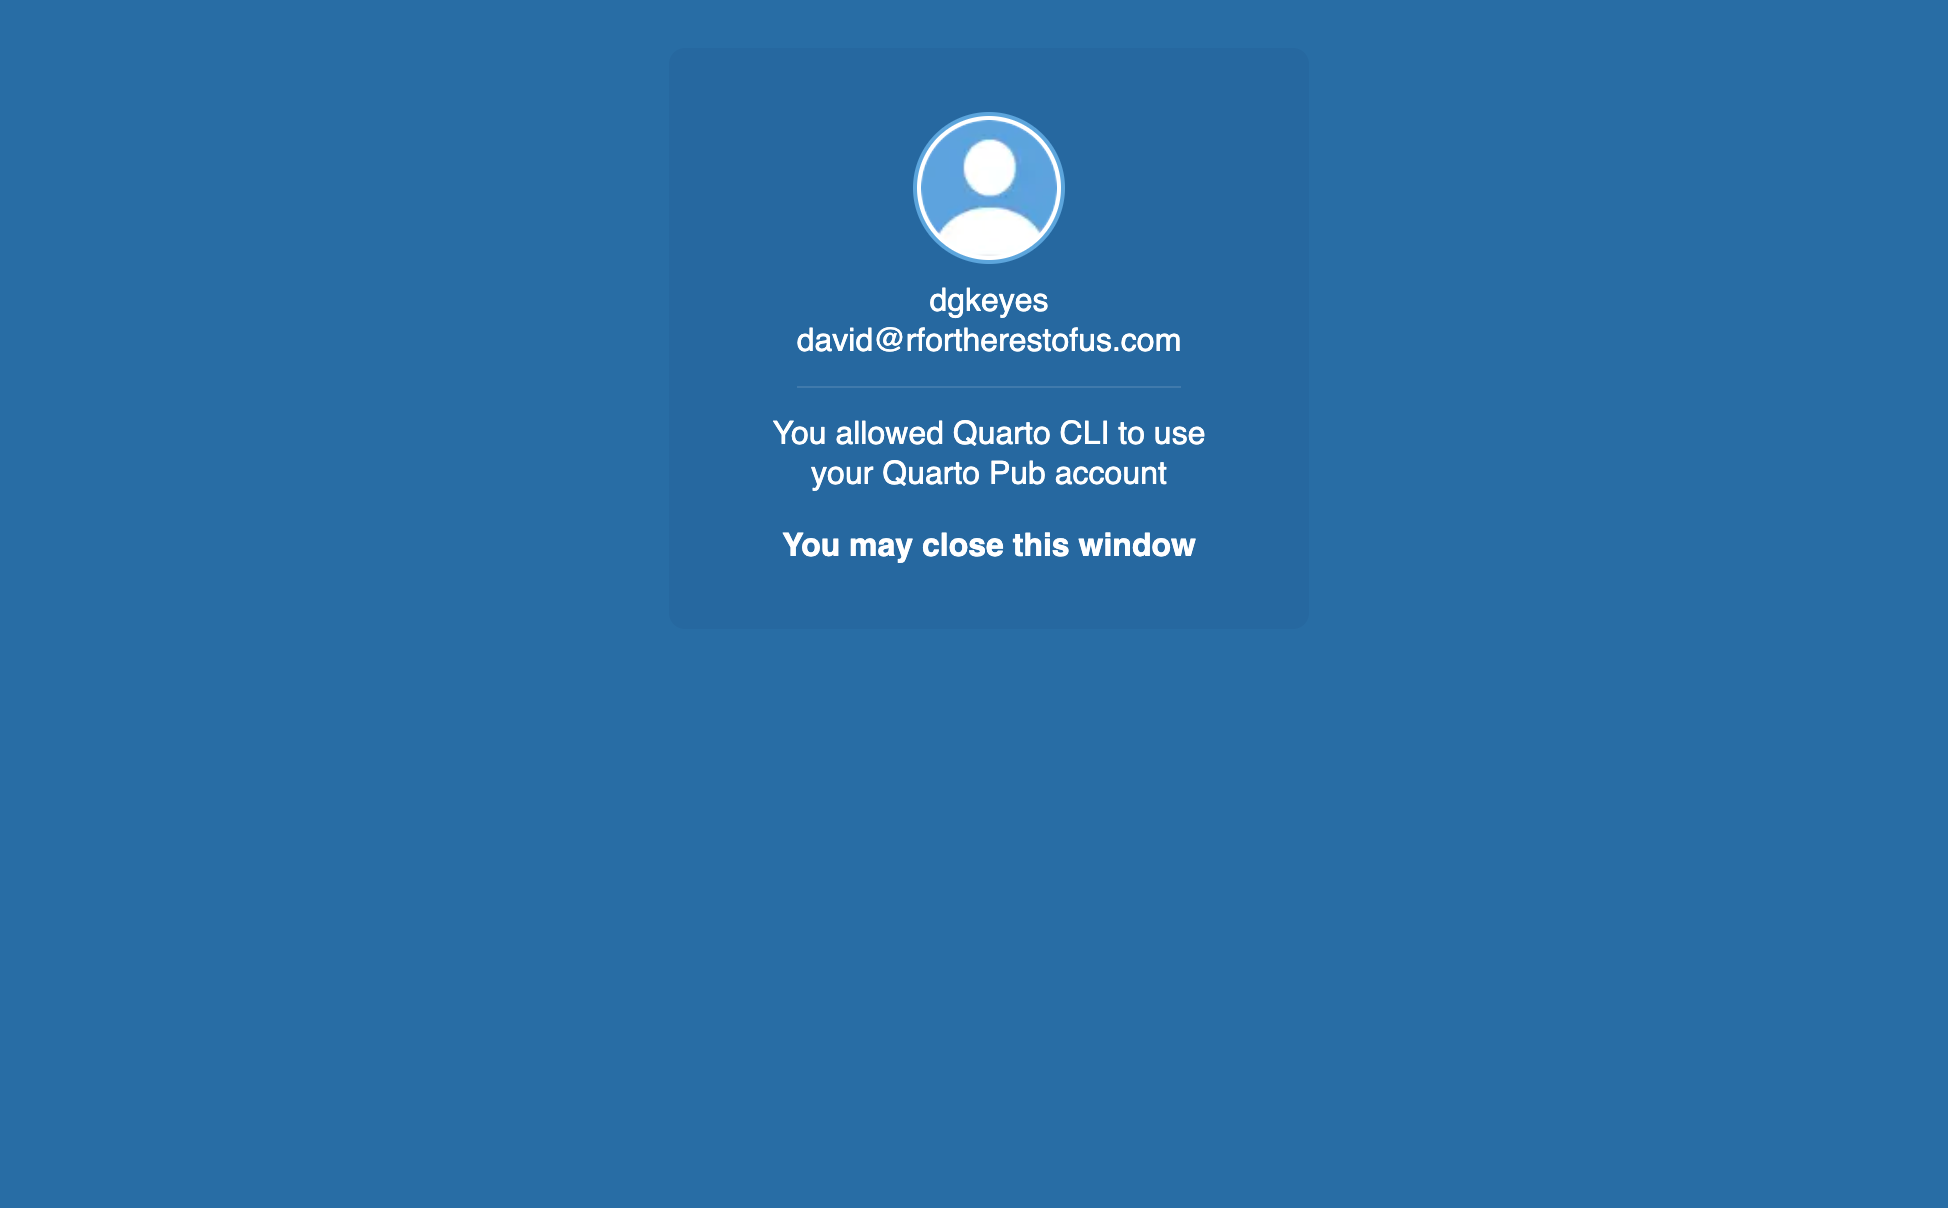 dgkeyes
david@rfortherestofus.com
You allowed Quarto CLI to use
your Quarto Pub account
You may close this window